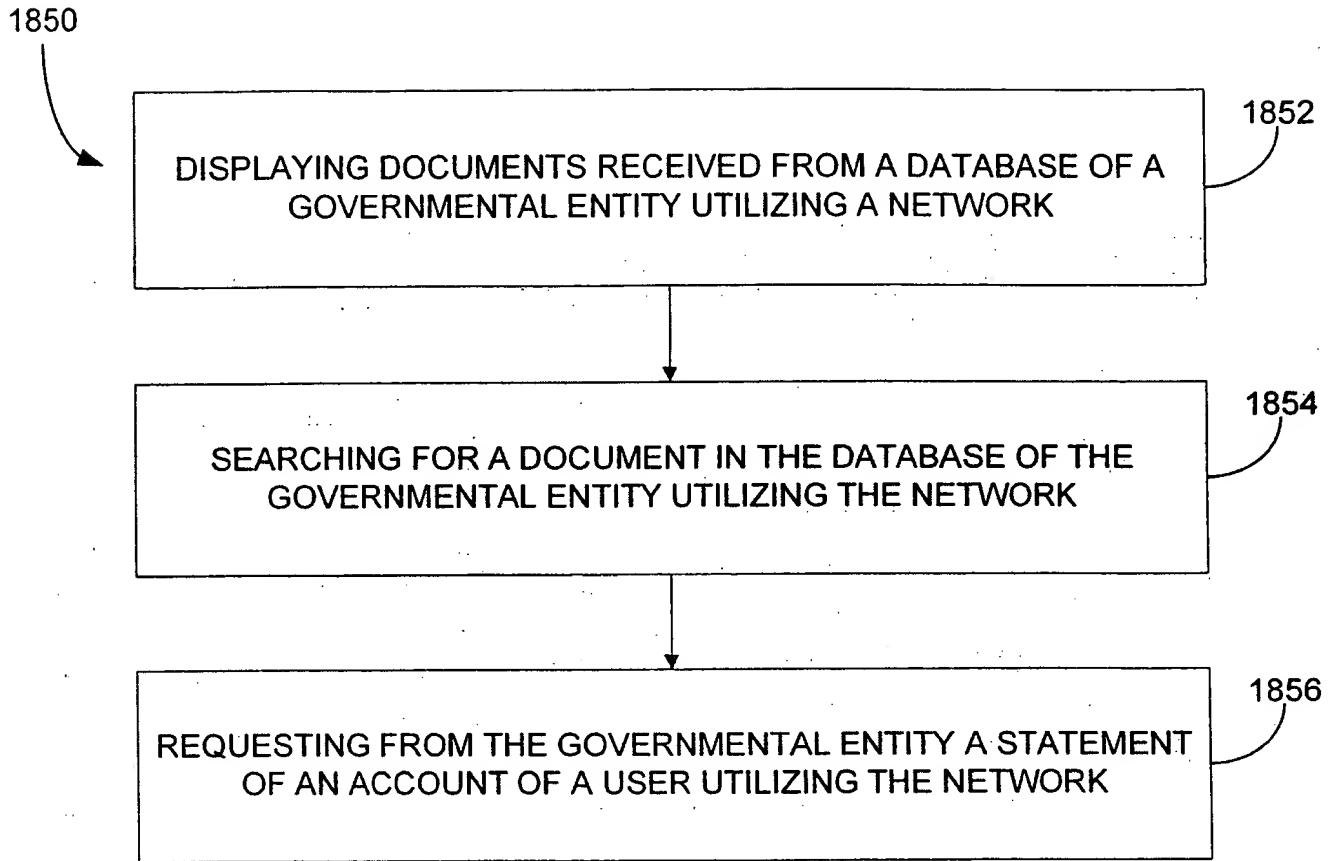 1850
1852
DISPLAYING DOCUMENTS RECEIVED FROM A DATABASE OF A
GOVERNMENTAL ENTITY UTILIZING A NETWORK
1854
SEARCHING FOR A DOCUMENT IN THE DATABASE OF THE
GOVERNMENTAL ENTITY UTILIZING THE NETWORK
1856
REQUESTING FROM THE GOVERNMENTAL ENTITY A STATEMENT
OF AN ACCOUNT OF A USER UTILIZING THE NETWORK